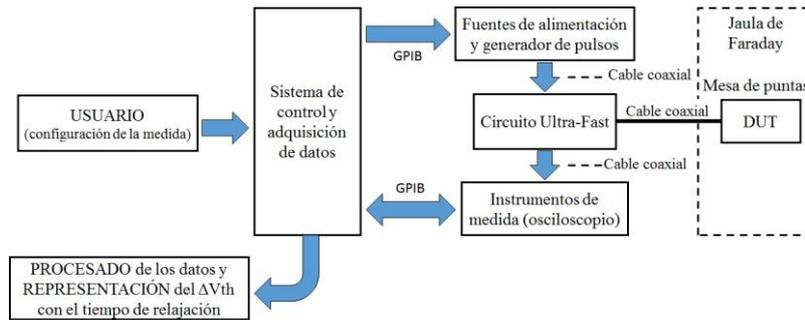 USUARIO
(configuración de la medida)
Sistema de
control y
adquisición
de datos
GPIB
Fuentes de alimentación
y generador de pulsos
Cable coaxial
Circuito Ultra-Fast
Cable coaxial
Cable coaxial
Jaula de
Faraday
Mesa de puntas
DUT
GPIB
Instrumentos de
medida (osciloscopio)
PROCESADO de los datos y
REPRESENTACIÓN del ΔVth
con el tiempo de relajación